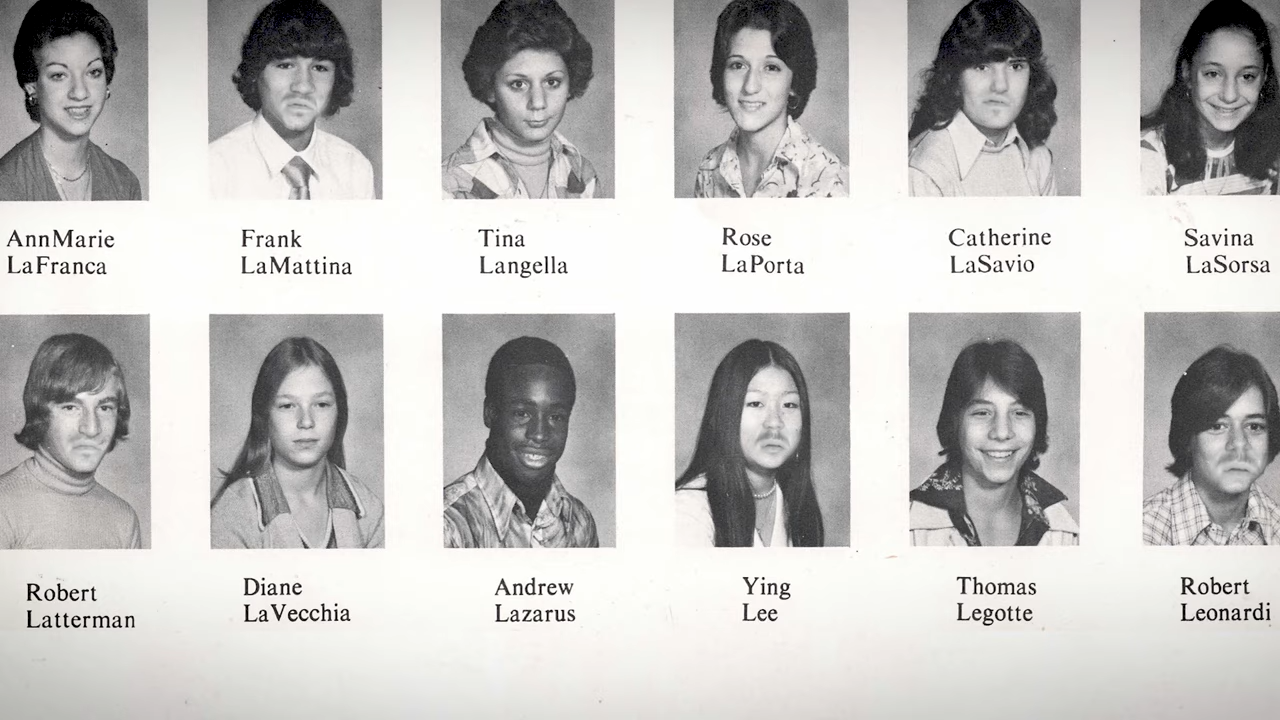 AnnMarie
LaFranca
Frank
LaMattina
Tina
Langella
Rose
LaPorta
Catherine
LaSavio
Savina
LaSorsa
Robert
Latterman
Diane
LaVecchia
Andrew
Lazarus
Ying
Lee
Thomas
Legotte
Robert
Leonardi